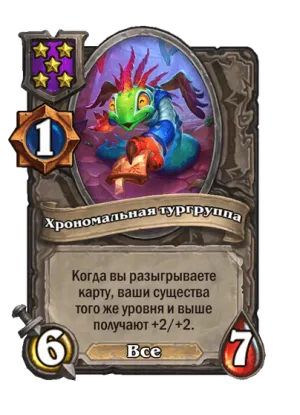 1
Хрономальная тургруппа
Когда вы разыгрываете
карту, ваши существа
того же уровня и выше
получают +2/+2.
6
Все
7